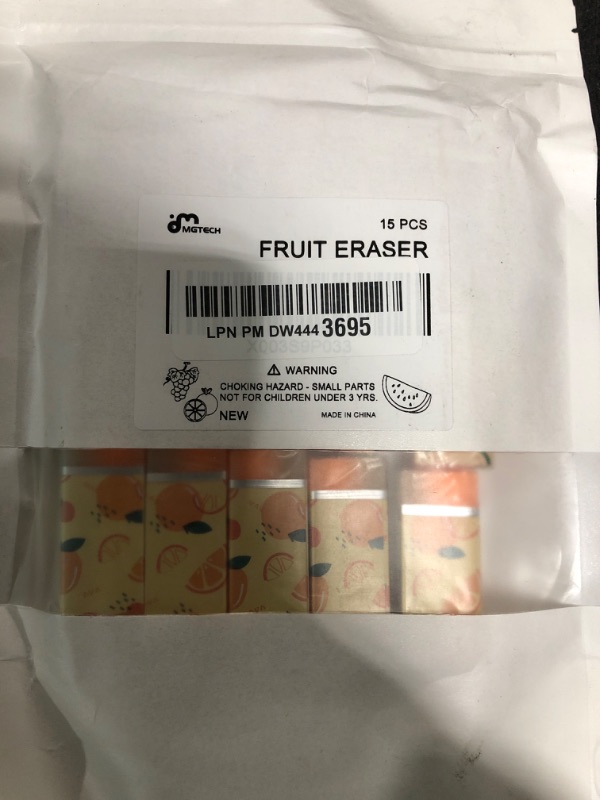 MGTECH
15 PCS
FRUIT ERASER
LPN PM DW444 3695
X003S9P033
⚠ WARNING
CHOKING HAZARD - SMALL PARTS
NOT FOR CHILDREN UNDER 3 YRS.
NEW
MADE IN CHINA